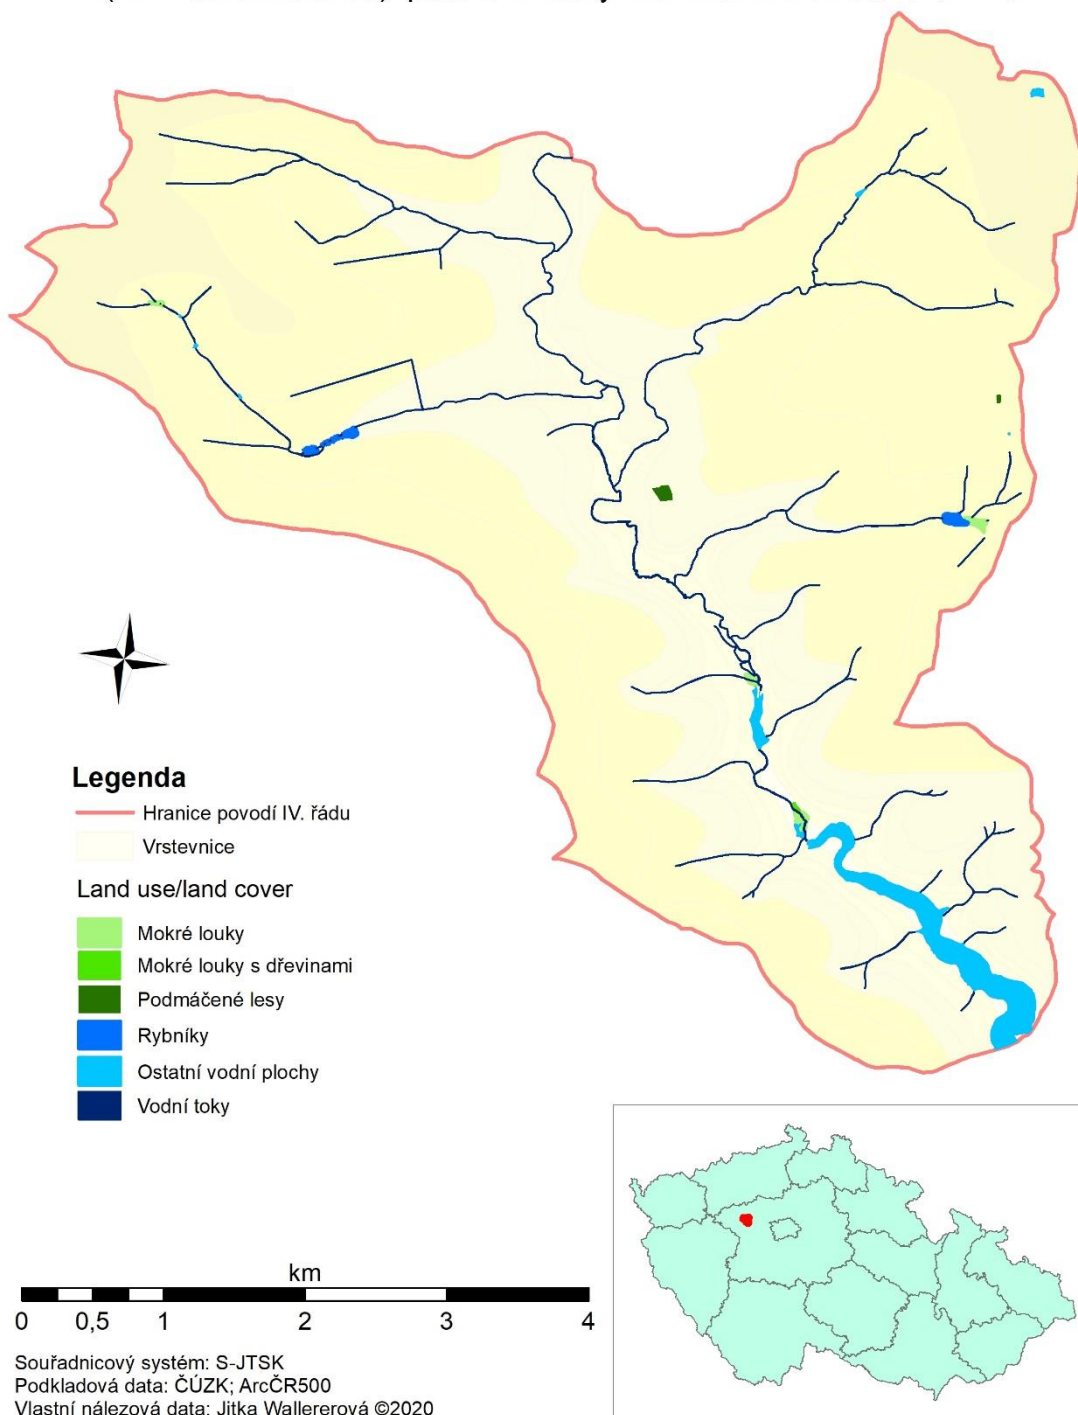 Legenda
Hranice povodí IV. řádu
Vrstevnice
Land use/land cover
Mokré louky
Mokré louky s dřevinami
Podmáčené lesy
Rybníky
Ostatní vodní plochy
Vodní toky
km
0 0,5 1 2 3 4
Souřadnicový systém: S-JTSK
Podkladová data: ČÚZK; ArcČR500
Vlastní nálezová data: Jitka Wallererová ©2020